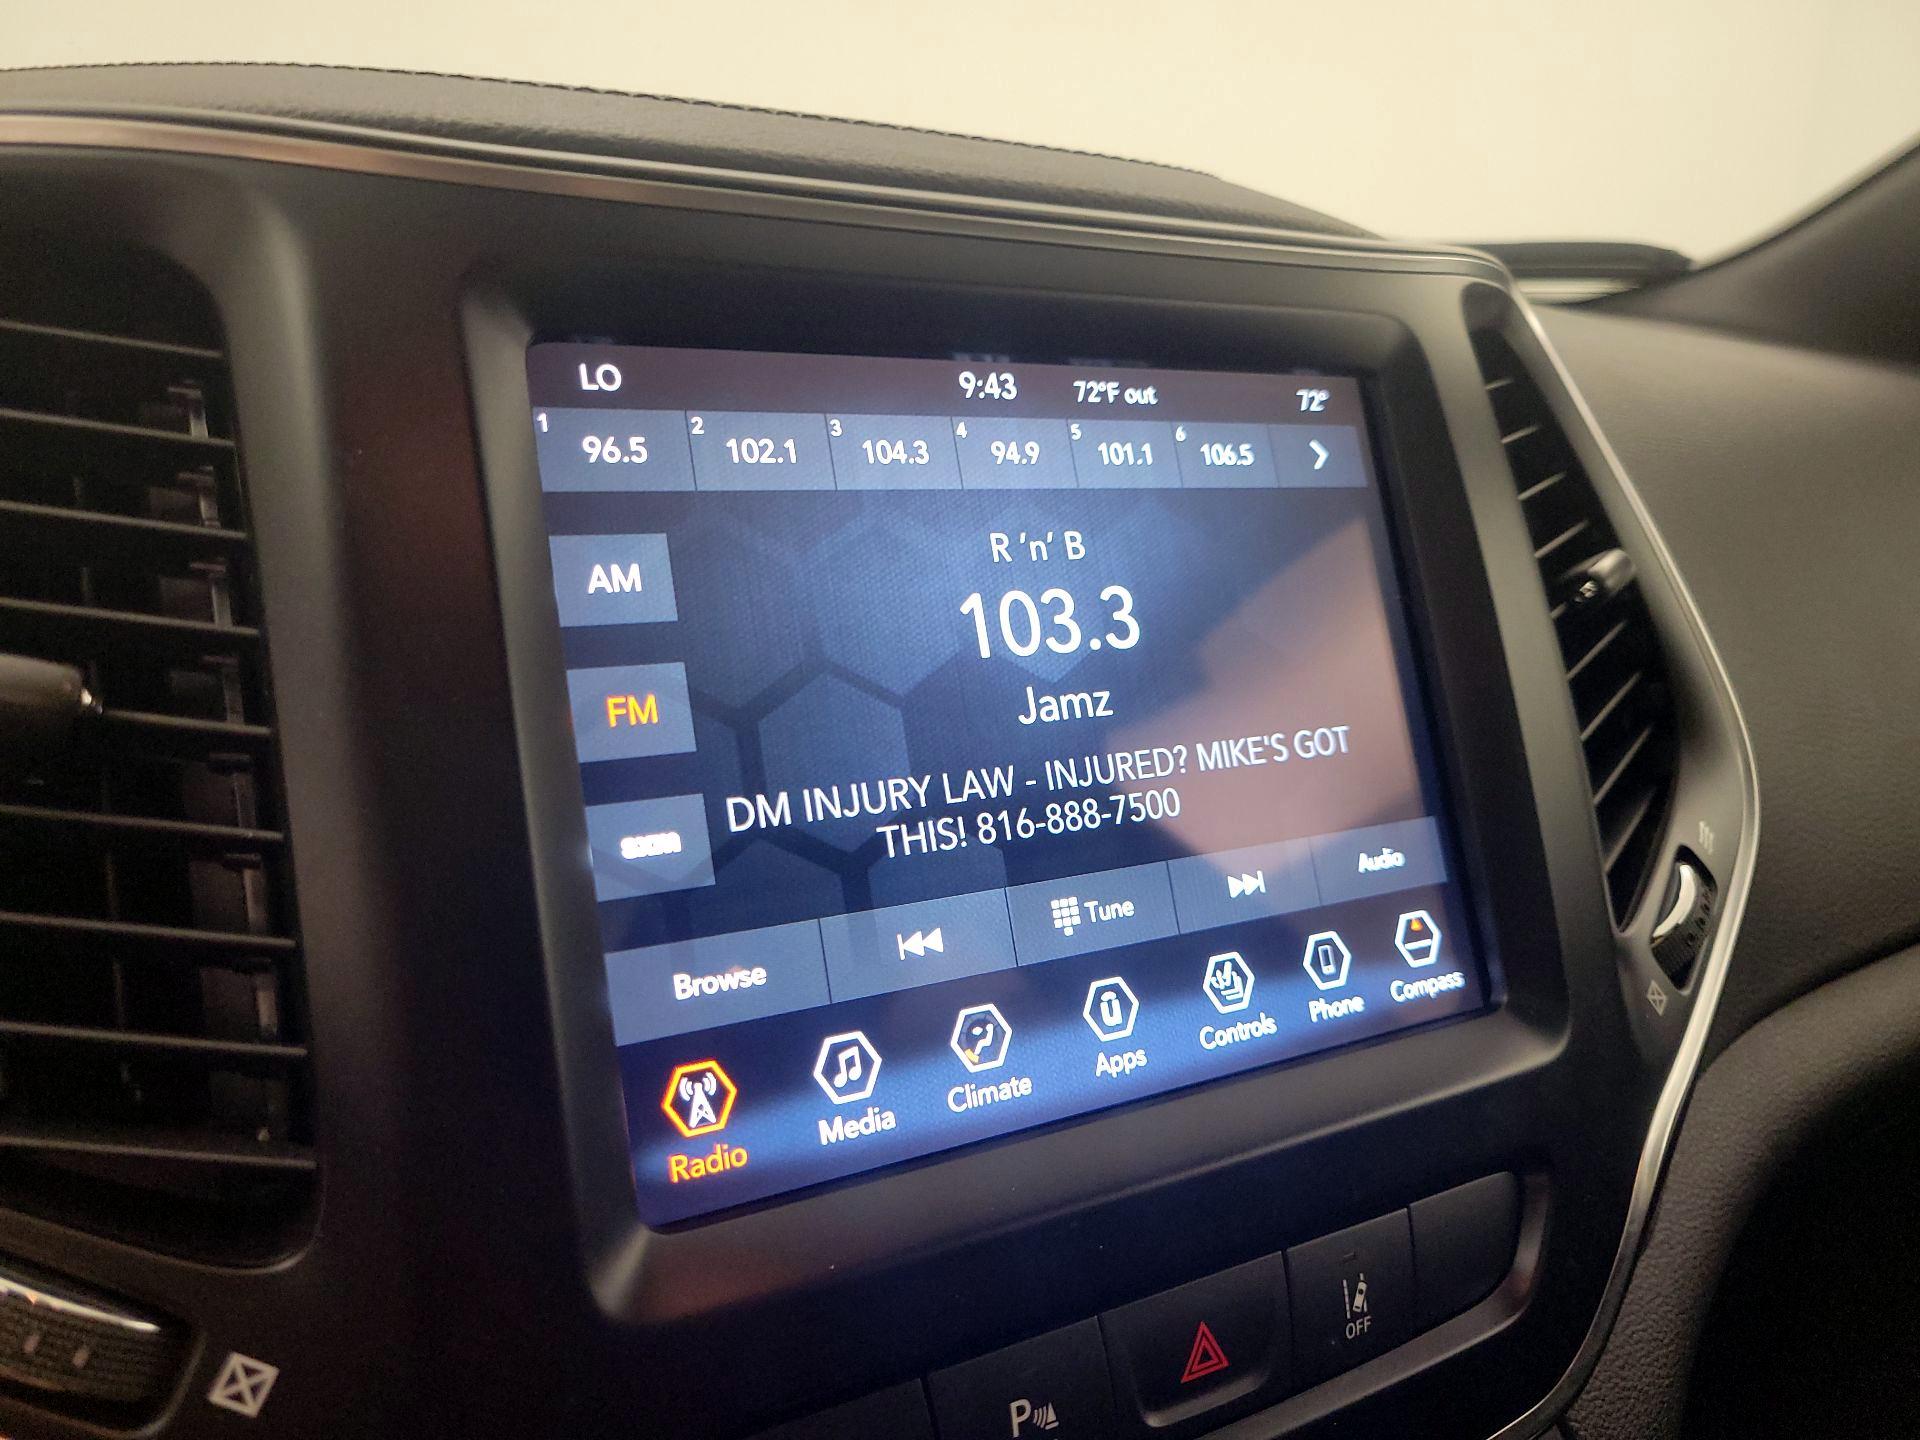 LO 9:43 72°F out 72°
1 96.5 2 102.1 3 104.3 4 94.9 5 101.1 6 106.5
R 'n' B
AM
103.3
FM
Jamz
DM INJURY LAW - INJURED? MIKE'S GOT
THIS! 816-888-7500
SXM
Browse Tune Audio
Radio Media Climate Apps Controls Phone Compass
OFF
P